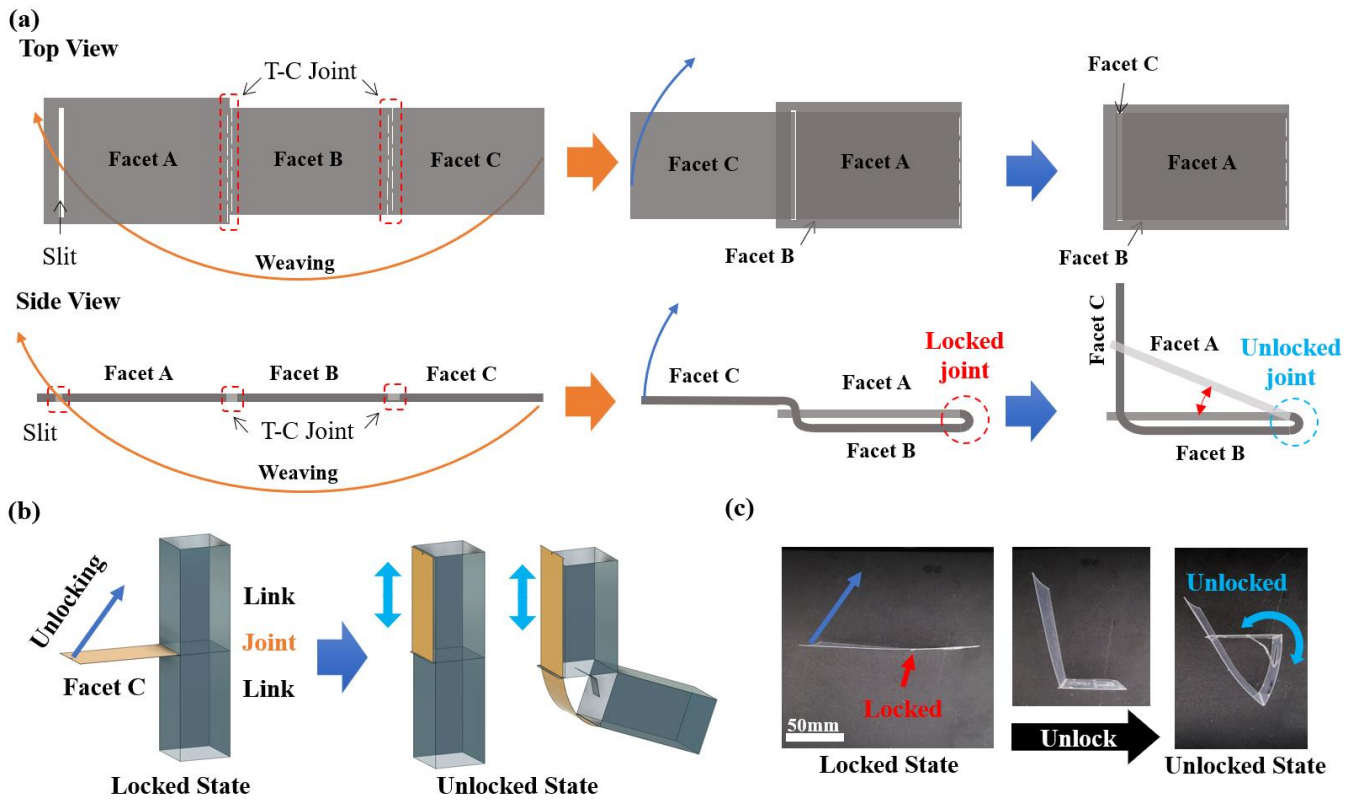 (a)
Top View
T-C Joint
Facet A
Facet B
Facet C
Slit
Weaving
Facet C
Facet A
Facet B
Facet C
Facet A
Facet B
Side View
Facet A
Facet B
Facet C
Slit
T-C Joint
Weaving
Facet C
Facet A
Facet B
Locked
joint
Facet C
Facet A
Facet B
Unlocked
joint
(b)
Unlocking
Facet C
Link
Joint
Link
Locked State
Unlocked State
(c)
Locked
50mm
Locked State
Unlock
Unlocked
Unlocked State